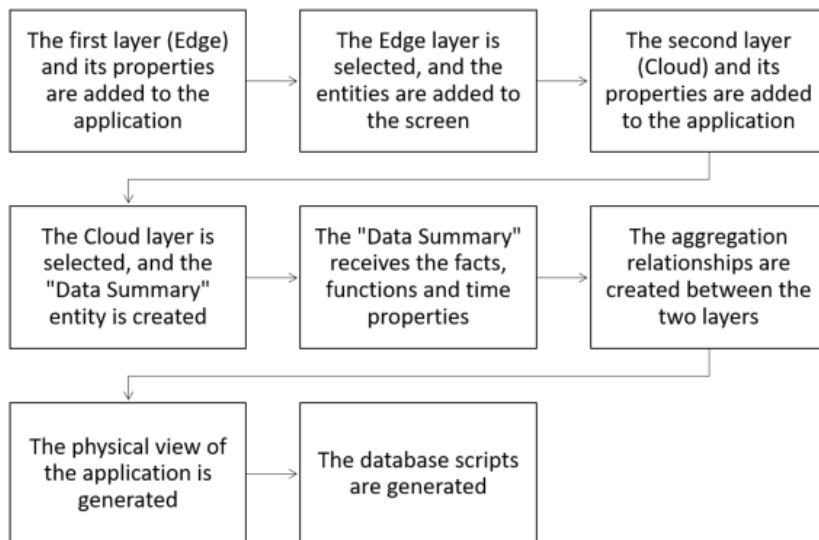 The first layer (Edge)
and its properties
are added to the
application
The Edge layer is
selected, and the
entities are added to
the screen
The second layer
(Cloud) and its
properties are added
to the application
The Cloud layer is
selected, and the
"Data Summary"
entity is created
The "Data Summary"
receives the facts,
functions and time
properties
The aggregation
relationships are
created between the
two layers
The physical view of
the application is
generated
The database scripts
are generated